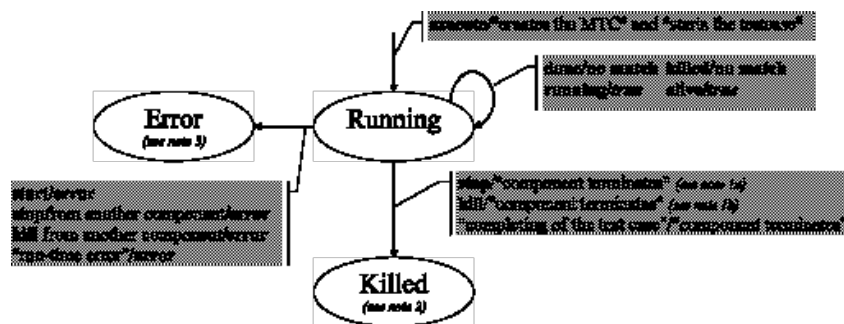 execute/"creates the MTC" and "starts the testcase"
done/no match killed/no match
running/true alive/true
Error
(see note 3)
Running
start/error
stop from another component/error
kill from another component/error
"run-time error"/error
stop/"component terminates" (see note 1a)
kill/"component terminates" (see note 1b)
"completing of the test case"/"component terminates"
Killed
(see note 2)